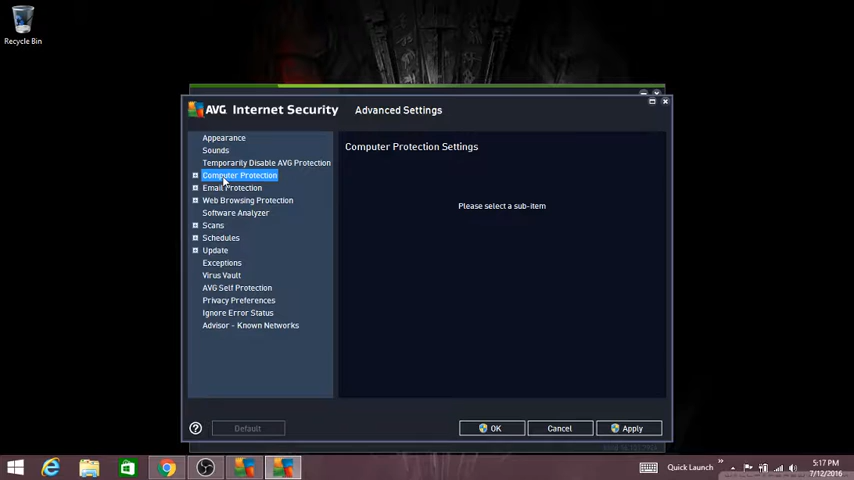 Recycle Bin
AVG Internet Security
Advanced Settings
Appearance
Sounds
Temporarily Disable AVG Protection
Computer Protection
Email Protection
Web Browsing Protection
Software Analyzer
Scans
Schedules
Update
Exceptions
Virus Vault
AVG Self Protection
Privacy Preferences
Ignore Error Status
Advisor - Known Networks
Computer Protection Settings
Please select a sub-item
Default
OK
Cancel
Apply
Quick Launch
5:17 PM
7/12/2016